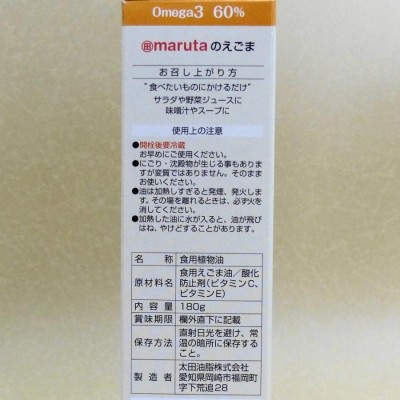 Omega3 60%
marutaのえごま
お召し上がり方
“食べたいものにかけるだけ”
サラダや野菜ジュースに
味噌汁やスープに
使用上の注意
●開栓後要冷蔵
お早めにご使用ください。
●にごり・沈殿物が生じる事もありま
すが変質ではありません。そのまま
お使いください。
●油は加熱しすぎると発煙、発火しま
す。その場を離れるときは、必ず火を
消してください。
●加熱した油に水が入ると、油が飛び
はね、やけどすることがあります。
名称 食用植物油
原材料名 食用えごま油/酸化
防止剤(ビタミンC、
ビタミンE)
内容量 180g
賞味期限 欄外直下に記載
保存方法 直射日光を避け、常
温の暗所に保存する
こと。
製造者 太田油脂株式会社
愛知県岡崎市福岡町
字下荒追28